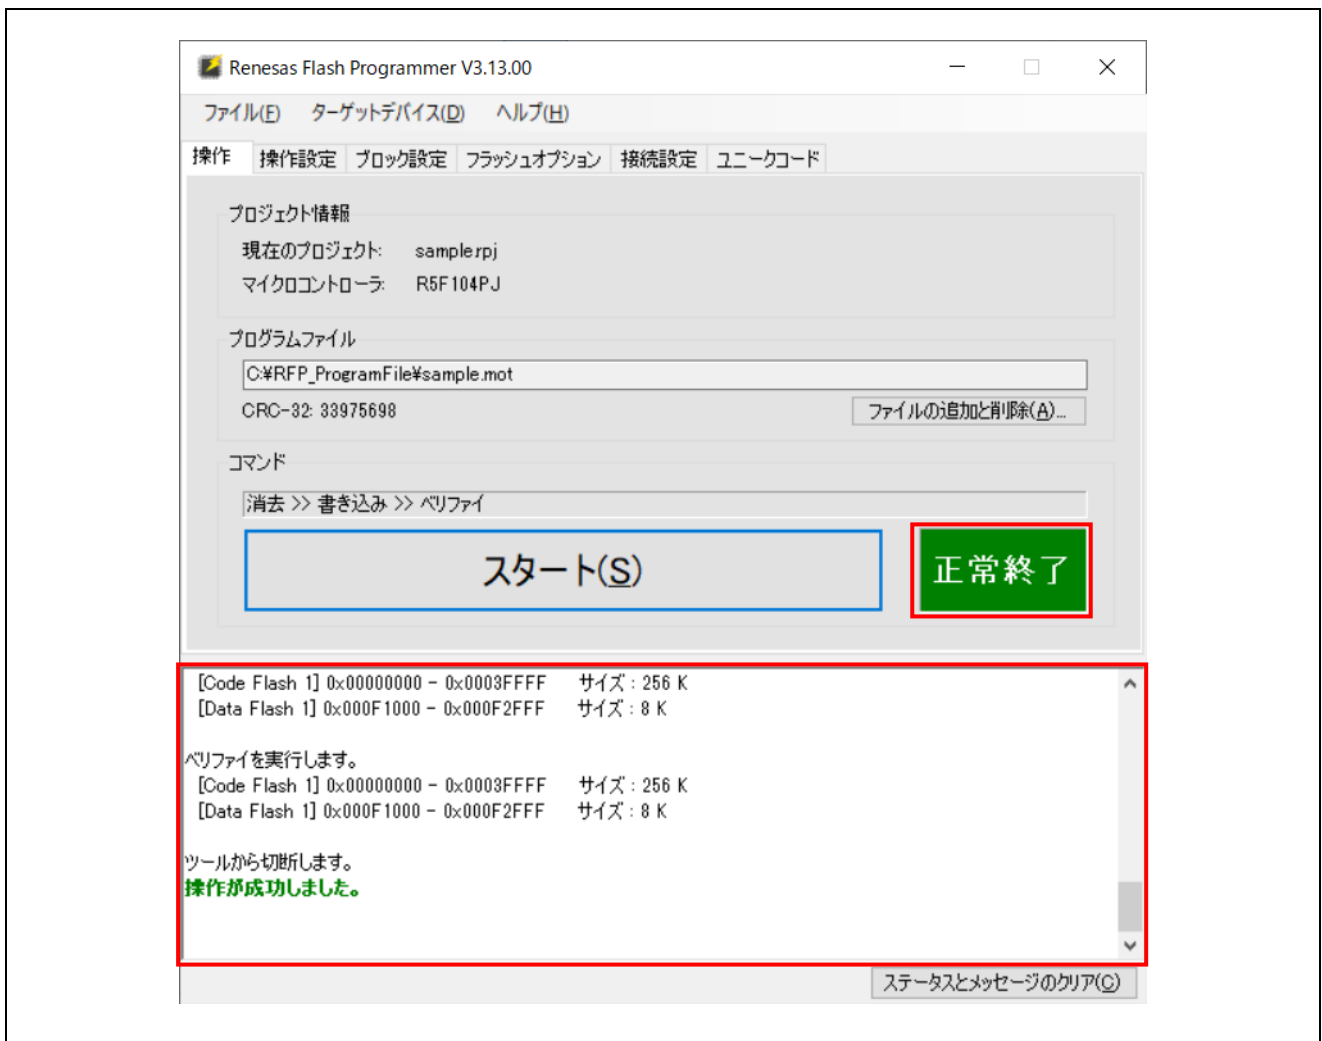 Renesas Flash Programmer V3.13.00
ファイル(F) ターゲットデバイス(D) ヘルプ(H)
操作 操作設定 ブロック設定 フラッシュオプション 接続設定 ユニークコード
プロジェクト情報
現在のプロジェクト: sample.rpj
マイクロコントローラ: R5F104PJ
プログラムファイル
C:¥RFP_ProgramFile¥sample.mot
CRC-32: 33975698 ファイルの追加と削除(A)...
コマンド
消去 >> 書き込み >> ベリファイ
スタート(S) 正常終了
[Code Flash 1] 0x00000000 - 0x0003FFFF サイズ : 256 K
[Data Flash 1] 0x000F1000 - 0x000F2FFF サイズ : 8 K
ベリファイを実行します。
[Code Flash 1] 0x00000000 - 0x0003FFFF サイズ : 256 K
[Data Flash 1] 0x000F1000 - 0x000F2FFF サイズ : 8 K
ツールから切断します。
操作が成功しました。
ステータスとメッセージのクリア(C)